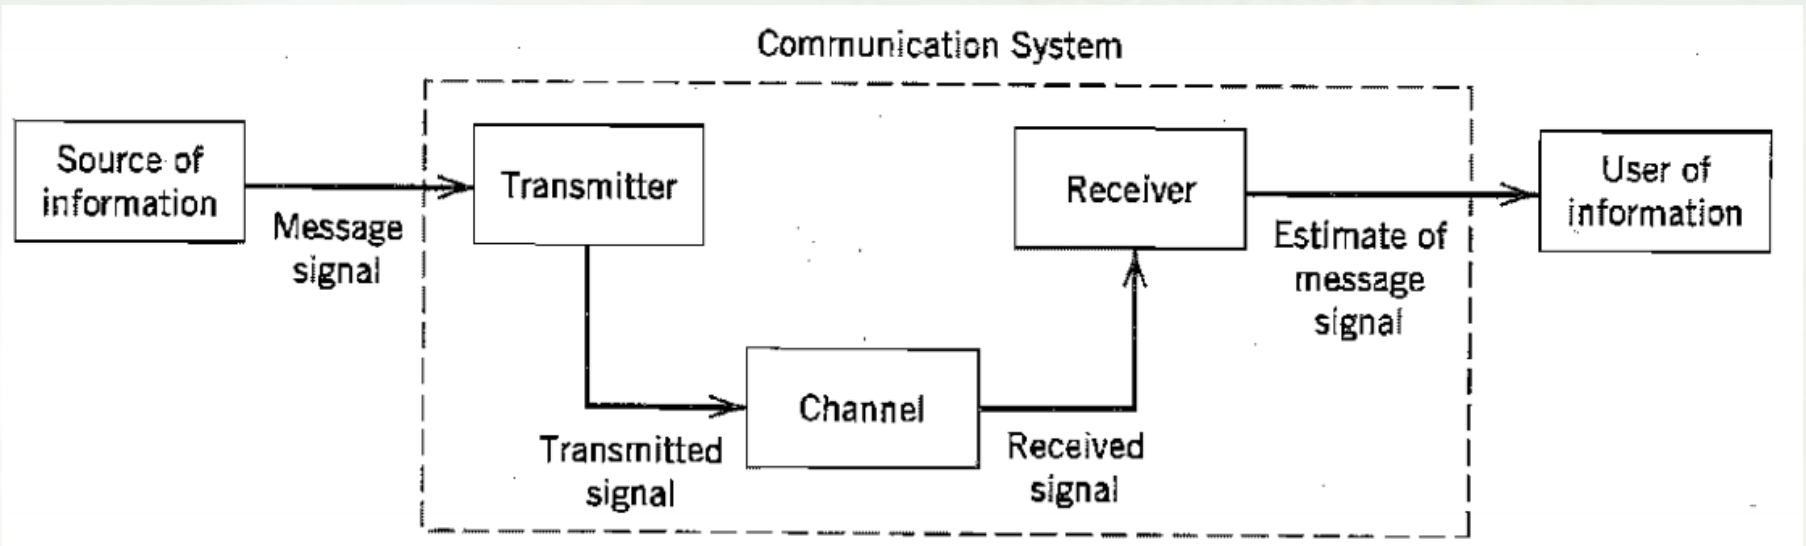 Communication System
Source of
information
Message
signal
Transmitter
Transmitted
signal
Channel
Received
signal
Receiver
Estimate of
message
signal
User of
information